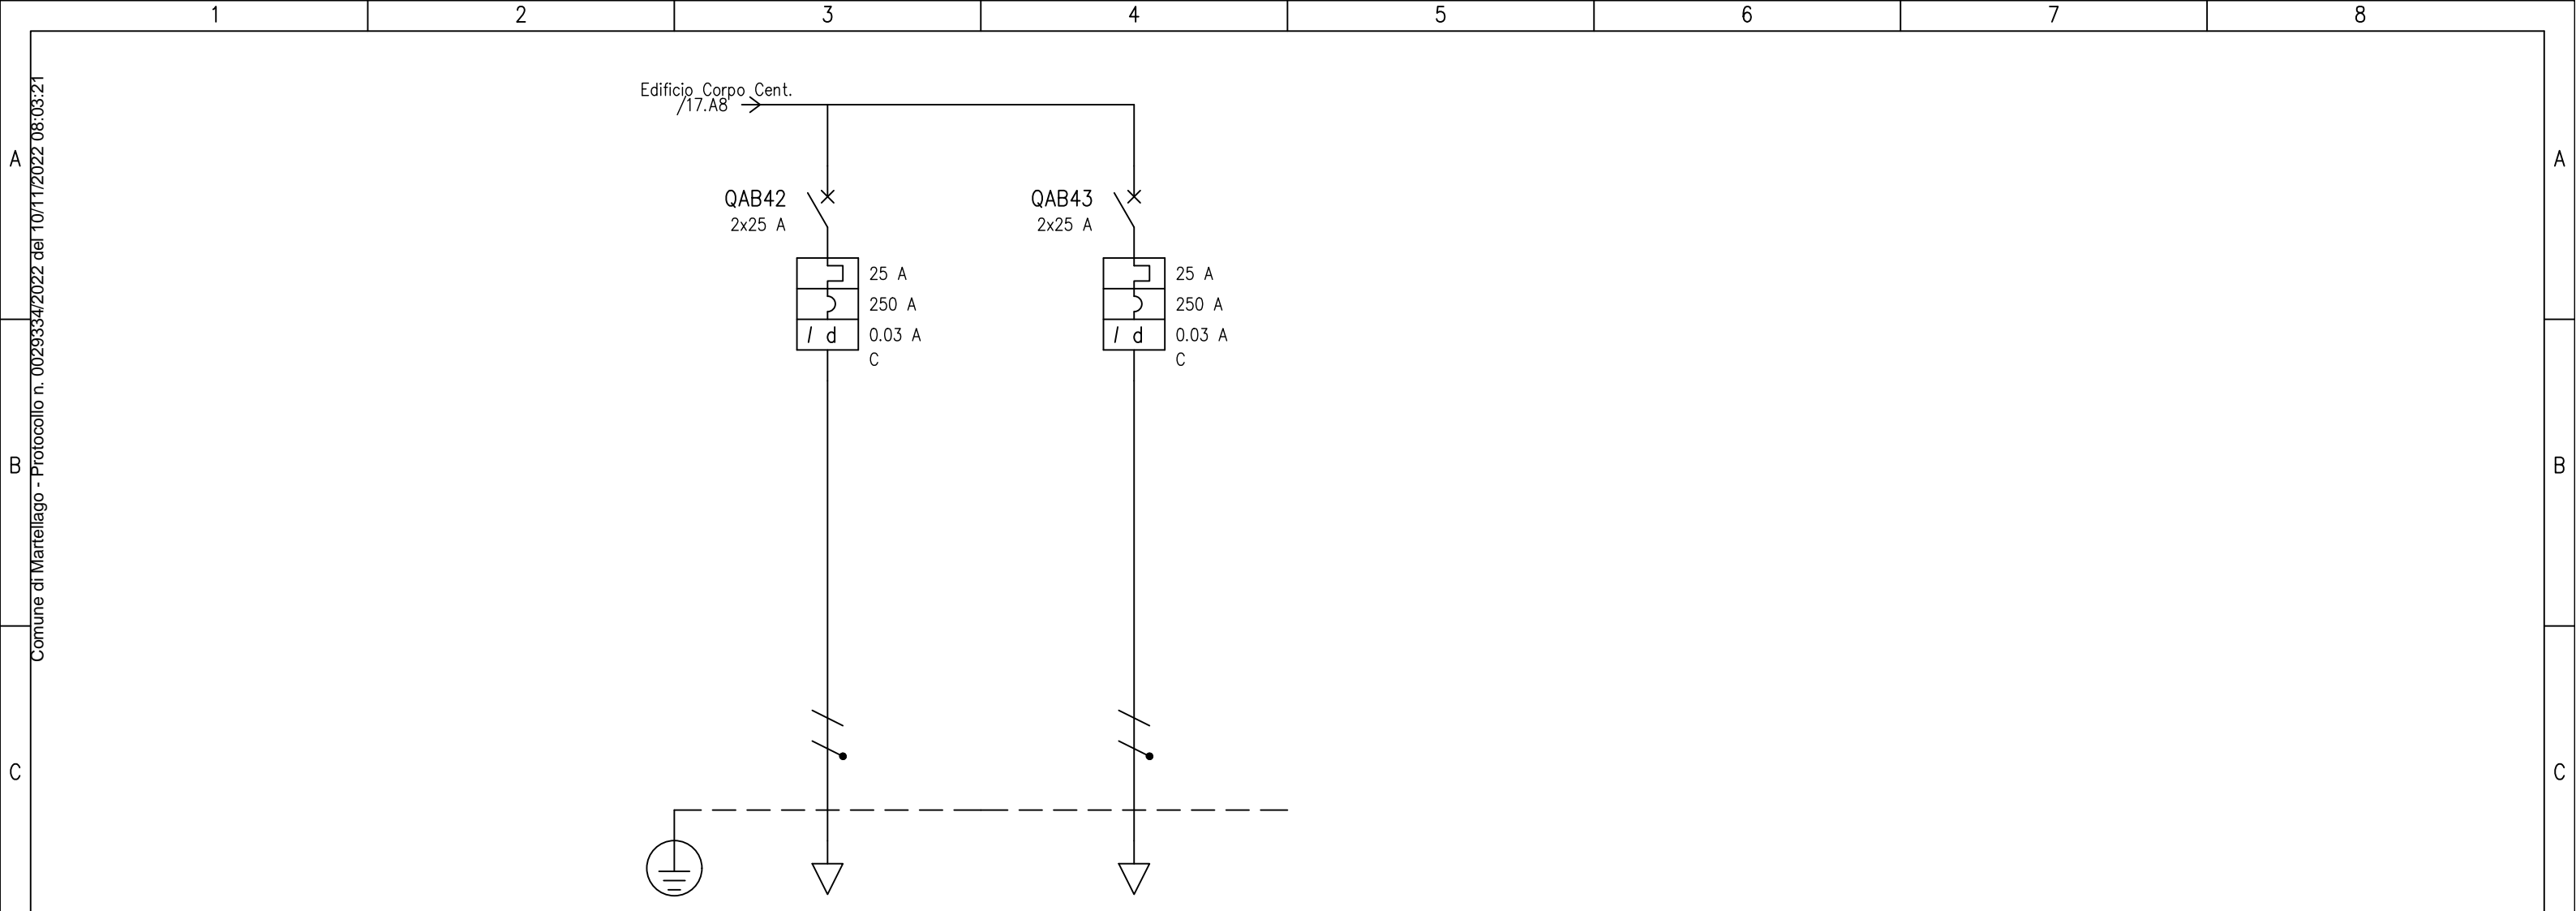 1 2 3 4 5 6 7 8
Edificio Corpo Cent.
/17.A8
A A
Comune di Martellago - Protocollo n. 0029334/2022 del 10/11/2022 08:03:21
QAB42 QAB43
2x25 A 2x25 A
25 A 25 A
250 A 250 A
I d 0.03 A I d 0.03 A
C C
B B
C C